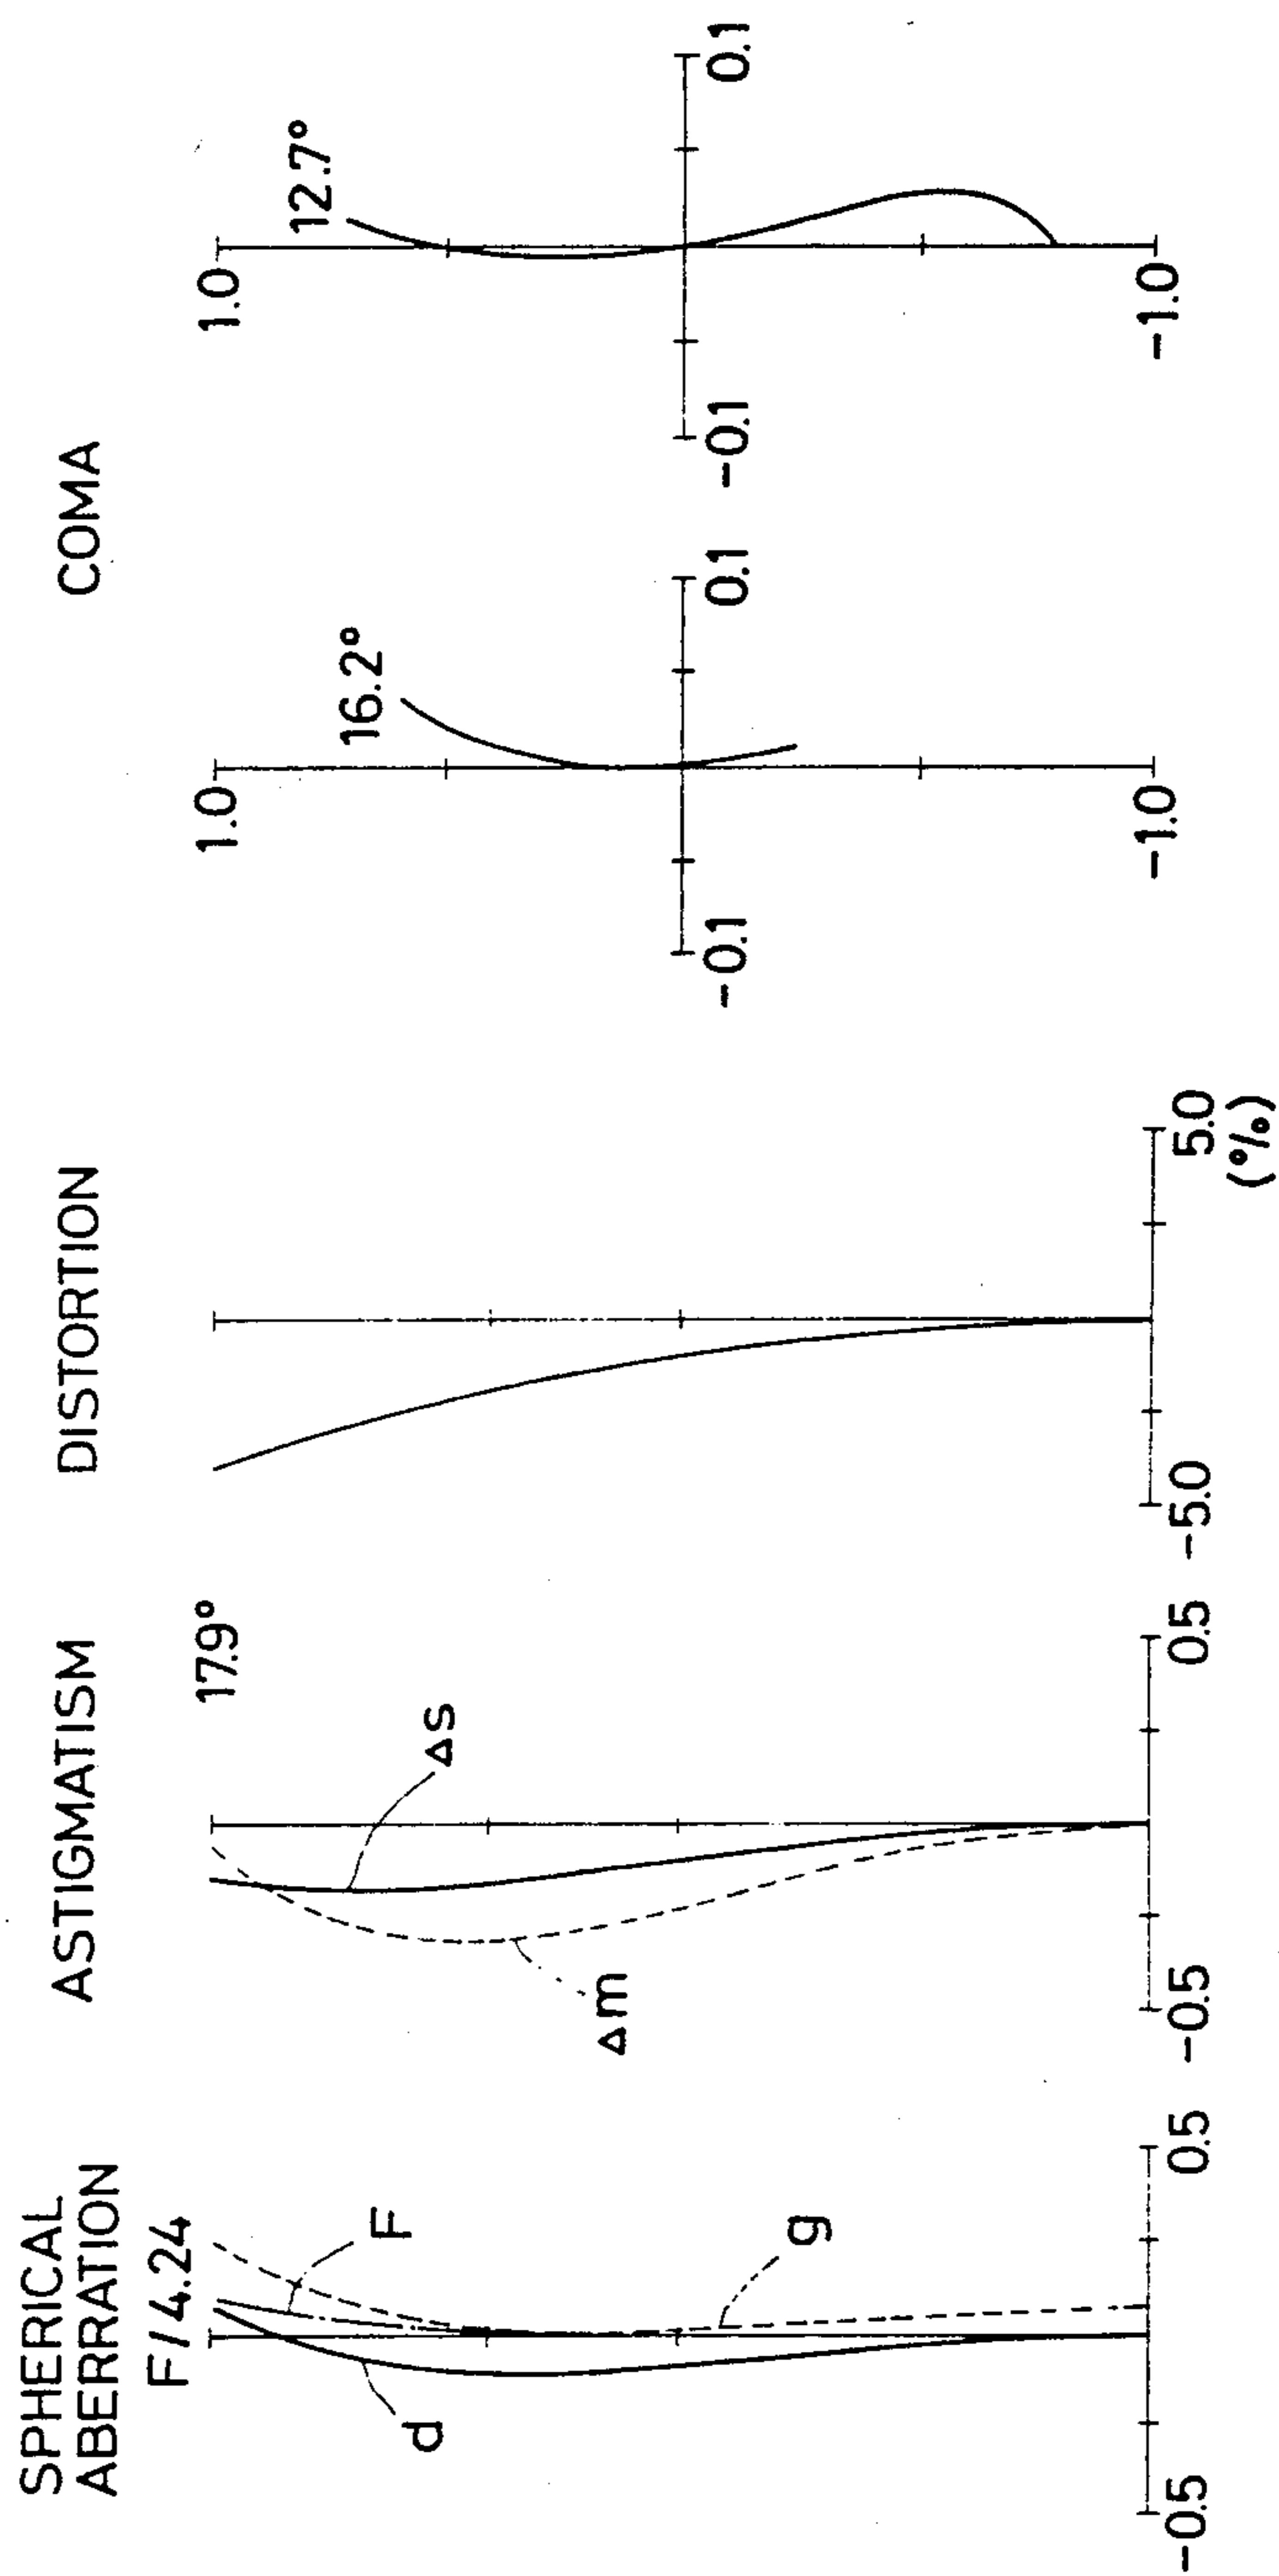 SPHERICAL
ABERRATION
F / 4.24
F
g
d
-0.5
0.5
ASTIGMATISM
17.9°
Δs
Δm
-0.5
0.5
DISTORTION
-5.0
5.0
(%)
COMA
16.2°
1.0
-0.1
0.1
-1.0
12.7°
1.0
-0.1
0.1
-1.0